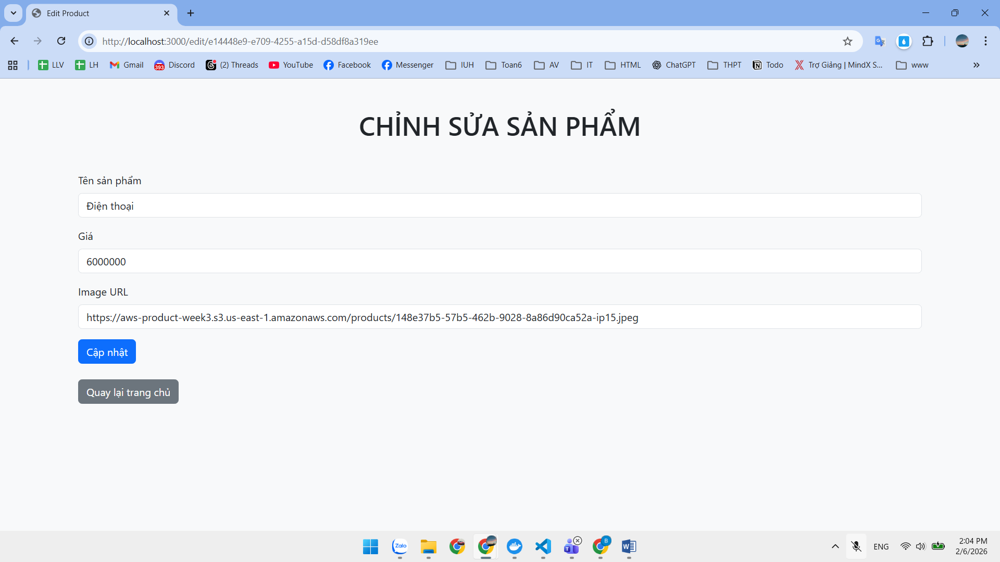 Edit Product
http://localhost:3000/edit/e14448e9-e709-4255-a15d-d58df8a319ee
LLV LH Gmail 393 Discord (2) Threads YouTube Facebook Messenger IUH Toan6 AV IT HTML ChatGPT THPT Todo Trợ Giảng | MindX S... www
CHỈNH SỬA SẢN PHẨM
Tên sản phẩm
Điện thoại
Giá
6000000
Image URL
https://aws-product-week3.s3.us-east-1.amazonaws.com/products/148e37b5-57b5-462b-9028-8a86d90ca52a-ip15.jpeg
Cập nhật
Quay lại trang chủ
Zalo
B
ENG
2:04 PM
2/6/2026